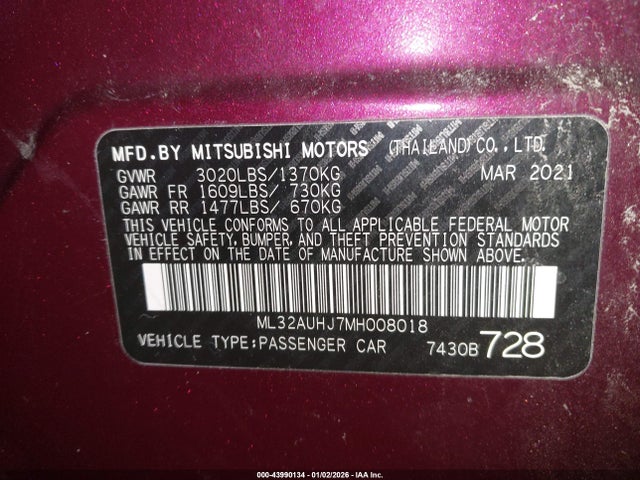 MFD.BY MITSUBISHI MOTORS (THAILAND)CO.,LTD.
GVWR 3020LBS/1370KG MAR 2021
GAWR FR 1609LBS/ 730KG
GAWR RR 1477LBS/ 670KG
THIS VEHICLE CONFORMS TO ALL APPLICABLE FEDERAL MOTOR
VEHICLE SAFETY, BUMPER, AND THEFT PREVENTION STANDARDS
IN EFFECT ON THE DATE OF MANUFACTURE SHOWN ABOVE.
ML32AUHJ7MH008018
VEHICLE TYPE:PASSENGER CAR 7430B 728
000-43990134 - 01/02/2026 - IAA Inc.